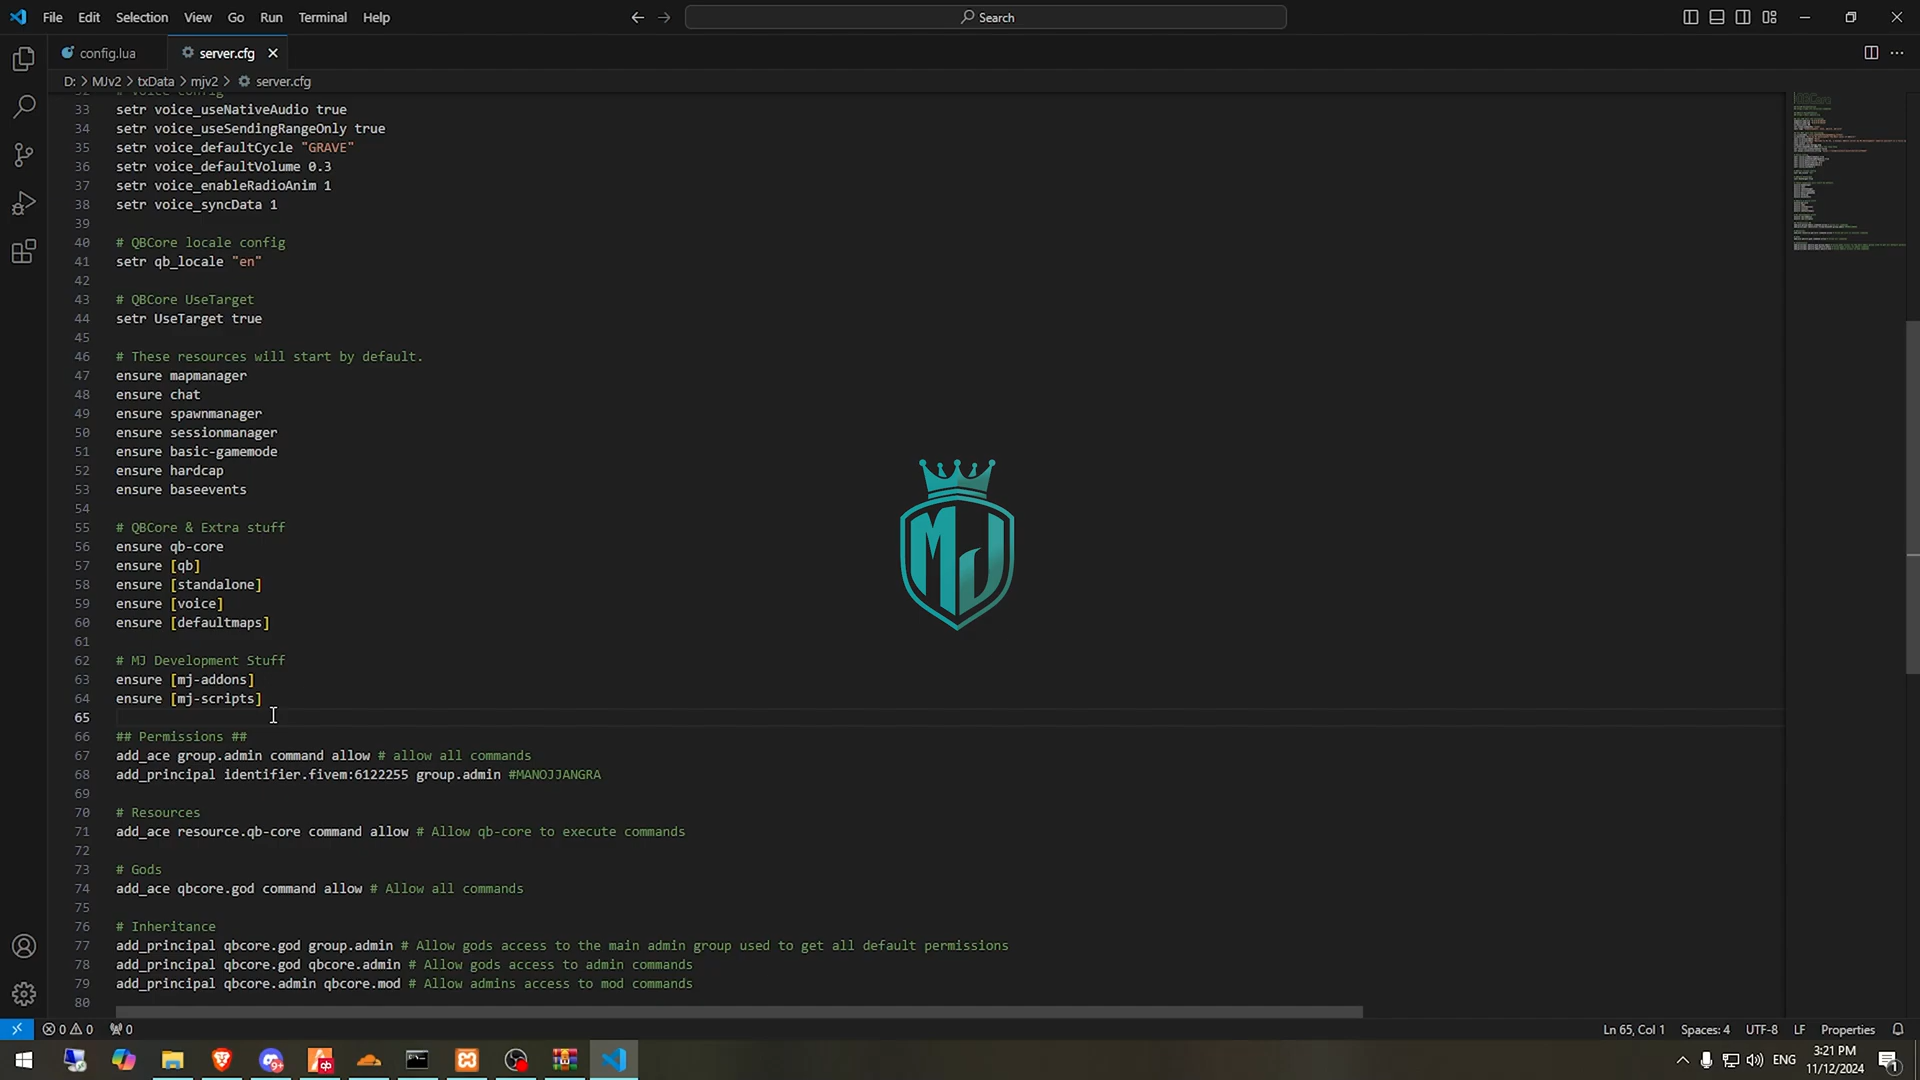 File Edit Selection View Go Run Terminal Help
Search
config.lua
server.cfg
D: > MJv2 > txData > mjv2 > server.cfg
32 # Voice config
33 setr voice_useNativeAudio true
34 setr voice_useSendingRangeOnly true
35 setr voice_defaultCycle "GRAVE"
36 setr voice_defaultVolume 0.3
37 setr voice_enableRadioAnim 1
38 setr voice_syncData 1
39
40 # QBCore locale config
41 setr qb_locale "en"
42
43 # QBCore UseTarget
44 setr UseTarget true
45
46 # These resources will start by default.
47 ensure mapmanager
48 ensure chat
49 ensure spawnmanager
50 ensure sessionmanager
51 ensure basic-gamemode
52 ensure hardcap
53 ensure baseevents
54
55 # QBCore & Extra stuff
56 ensure qb-core
57 ensure [qb]
58 ensure [standalone]
59 ensure [voice]
60 ensure [defaultmaps]
61
62 # MJ Development Stuff
63 ensure [mj-addons]
64 ensure [mj-scripts]
65
66 ## Permissions ##
67 add_ace group.admin command allow # allow all commands
68 add_principal identifier.fivem:6122255 group.admin #MANOJJANGRA
69
70 # Resources
71 add_ace resource.qb-core command allow # Allow qb-core to execute commands
72
73 # Gods
74 add_ace qbcore.god command allow # Allow all commands
75
76 # Inheritance
77 add_principal qbcore.god group.admin # Allow gods access to the main admin group used to get all default permissions
78 add_principal qbcore.god qbcore.admin # Allow gods access to admin commands
79 add_principal qbcore.admin qbcore.mod # Allow admins access to mod commands
80
MJ
0 0 0
Ln 65, Col 1 Spaces: 4 UTF-8 LF Properties
ENG
3:21 PM
11/12/2024